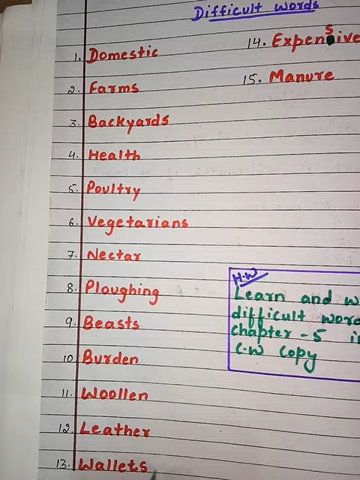 Difficult words
1. Domestic
2. Farms
3. Backyards
4. Health
5. Poultry
6. Vegetarians
7. Nectar
8. Ploughing
9. Beasts
10. Burden
11. Woollen
12. Leather
13. Wallets
14. Expensive
15. Manure
H.W
Learn and
difficult
chapter - 5
C.W copy